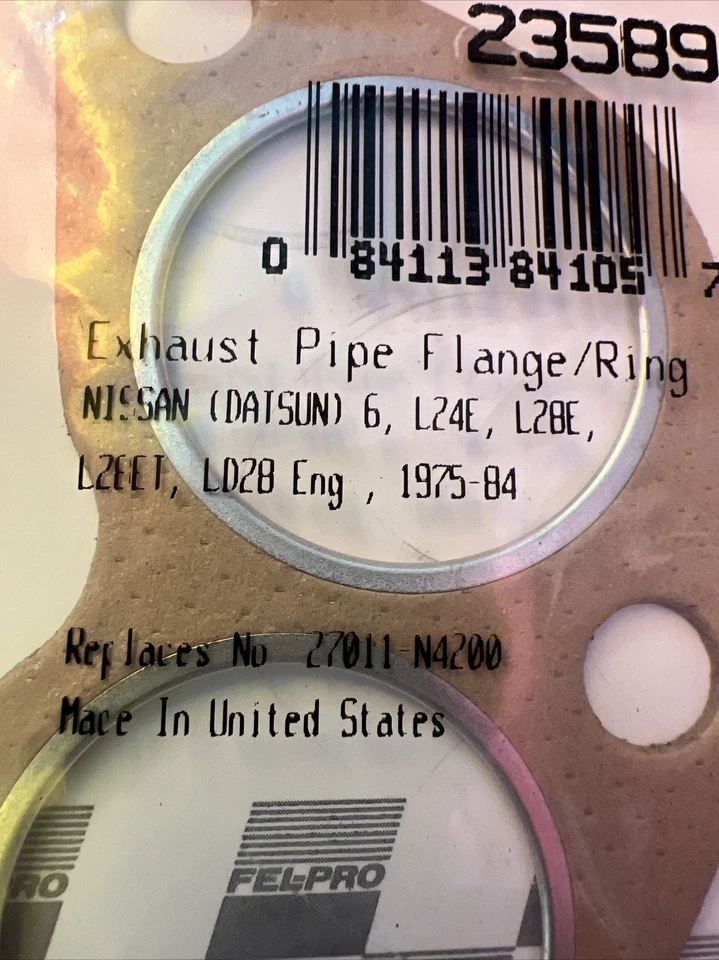 23589
0 84113 84105 7
Exhaust Pipe Flange/Ring
NISSAN (DATSUN) 6, L24E, L28E,
L28ET, LD28 Eng , 1975-84
Replaces No 27011-N4200
Made In United States
RO FEL-PRO